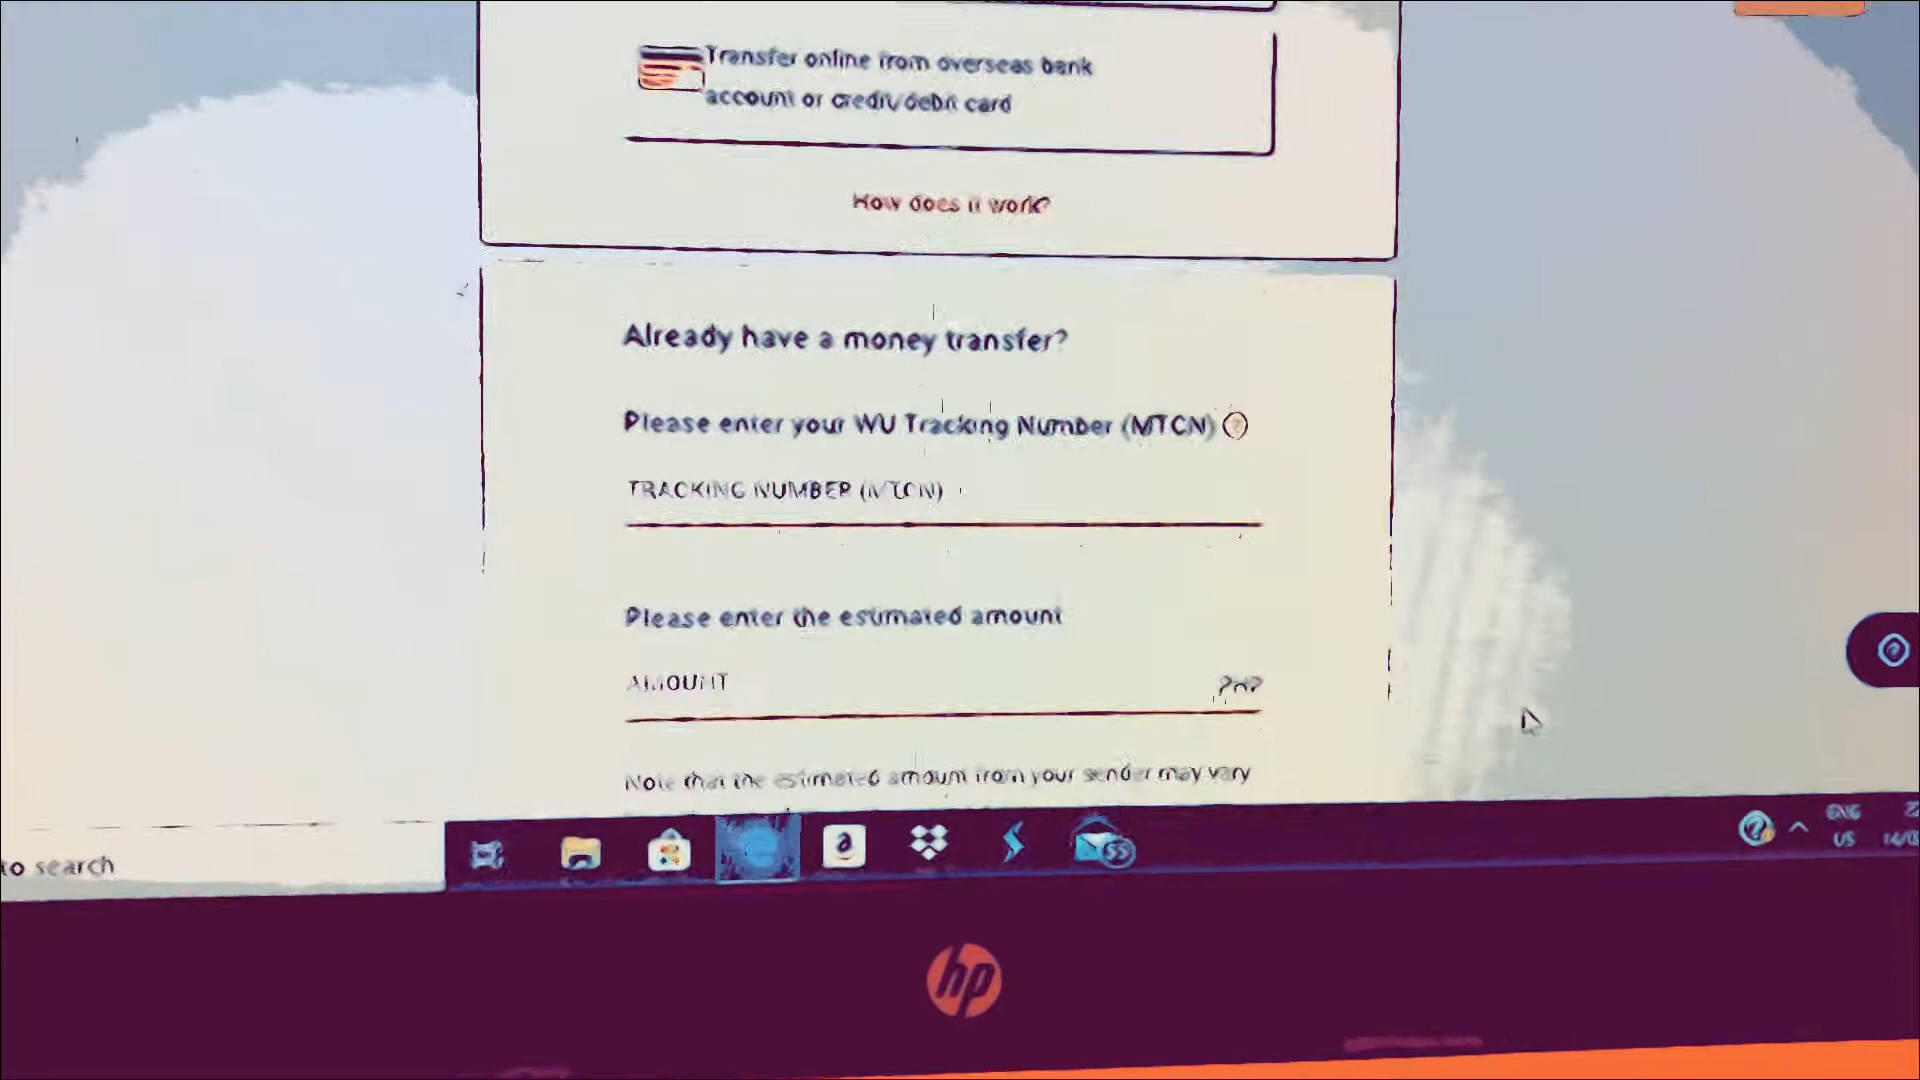 Transfer online from overseas bank
account or credit/debit card
How does it work?
Already have a money transfer?
Please enter your WU Tracking Number (MTCN) ?
TRACKING NUMBER (MTCN)
Please enter the estimated amount
AMOUNT
Note that the estimated amount from your sender may vary
to search
a
55
ENG
US
hp